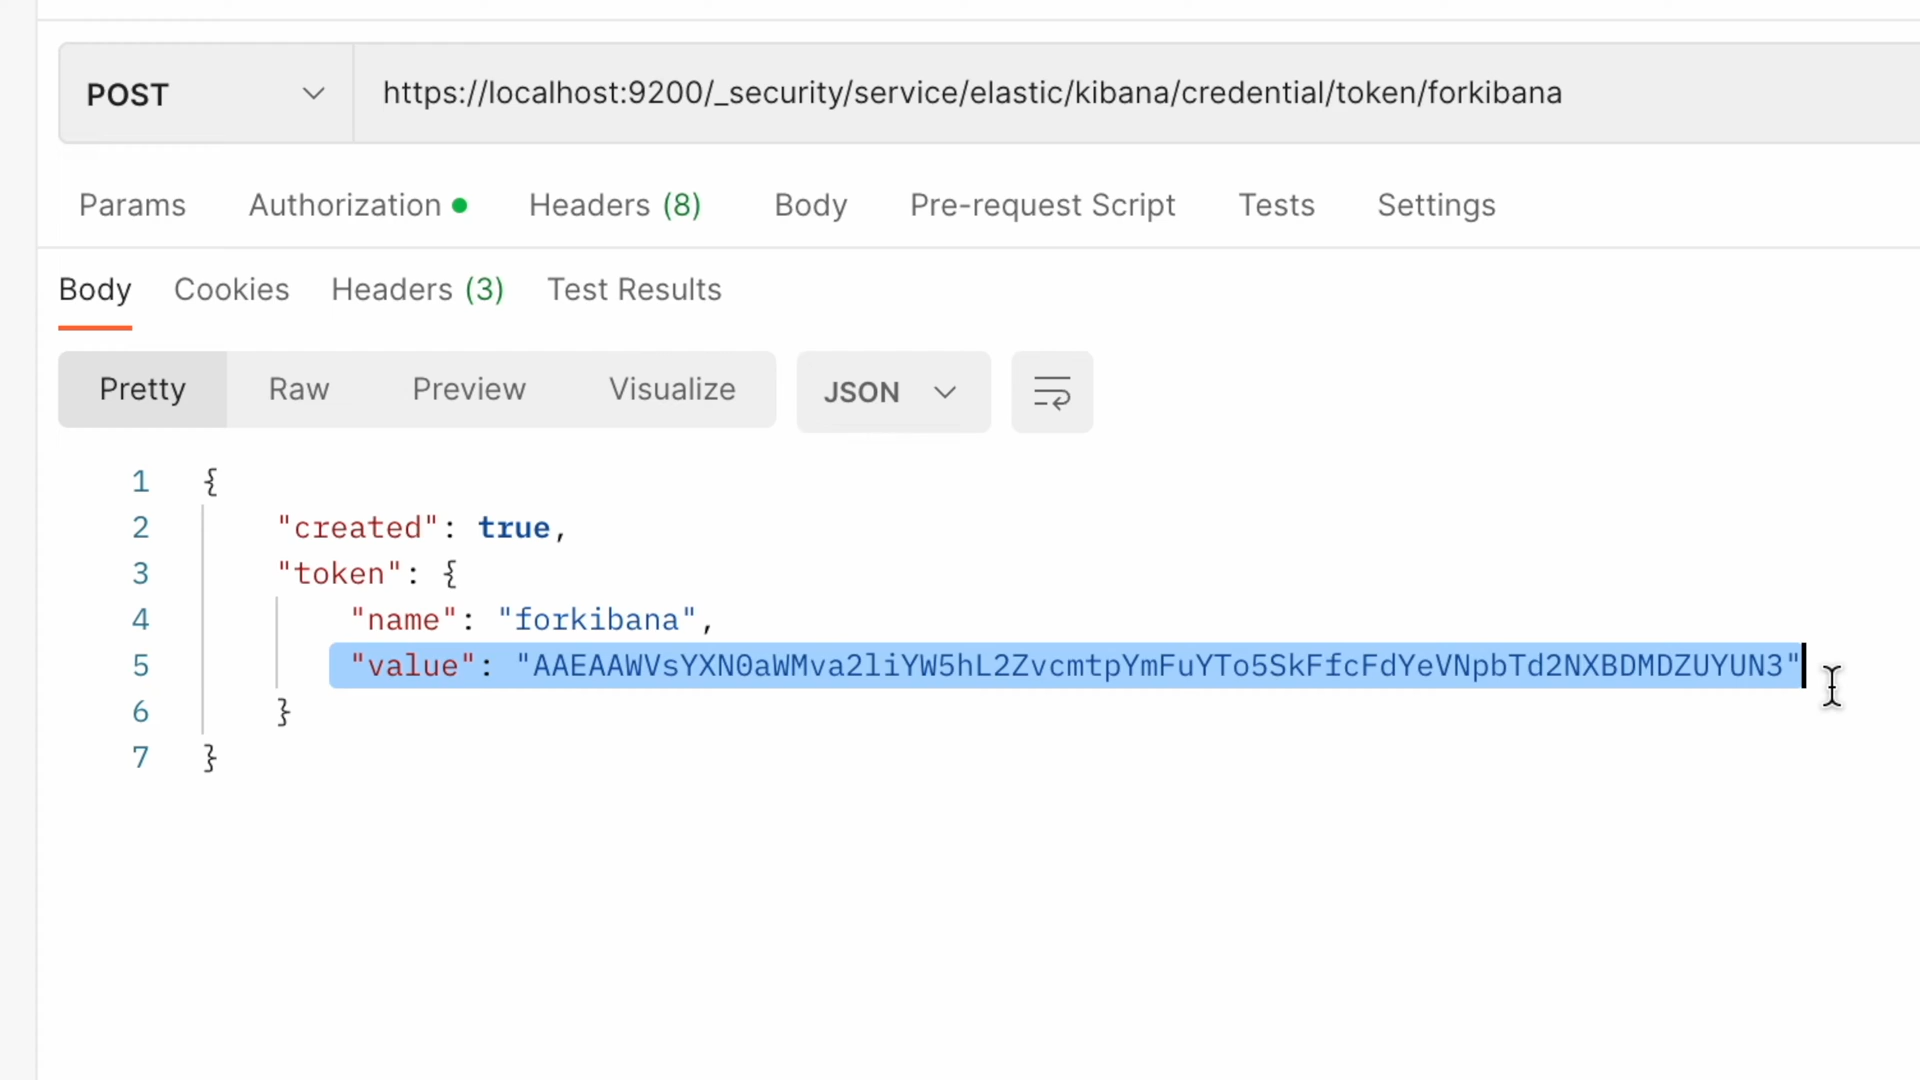 POST https://localhost:9200/_security/service/elastic/kibana/credential/token/forkibana
Params Authorization Headers (8) Body Pre-request Script Tests Settings
Body Cookies Headers (3) Test Results
Pretty Raw Preview Visualize JSON
1 {
2 "created": true,
3 "token": {
4 "name": "forkibana",
5 "value": "AAEAAWVsYXN0aWMva2liYW5hL2ZvcmtpYmFuYTo5SkFfcFdYeVNpbTd2NXBDMDZUYUN3"
6 }
7 }